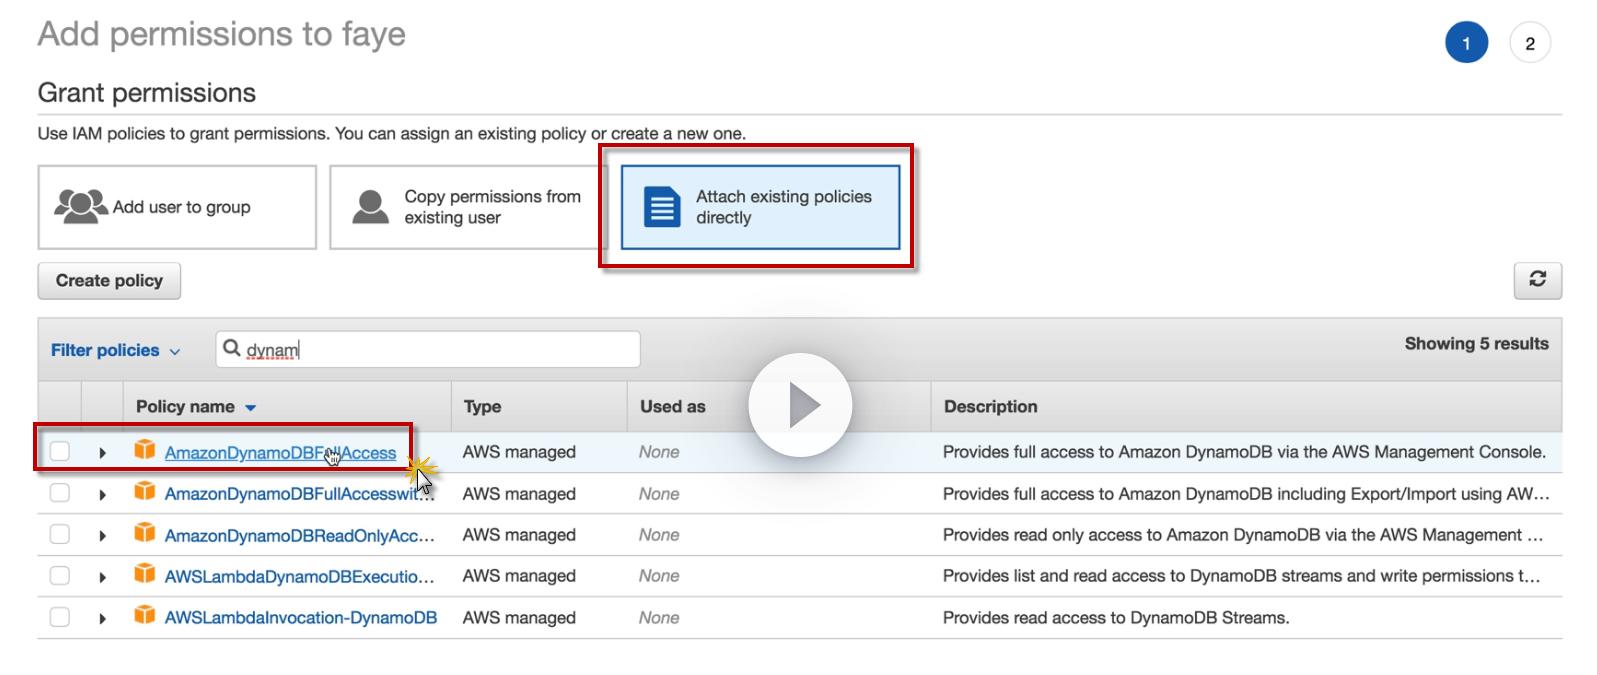 Add permissions to faye
1
2
Grant permissions
Use IAM policies to grant permissions. You can assign an existing policy or create a new one.
Add user to group
Copy permissions from
existing user
Attach existing policies
directly
Create policy
Filter policies
dynam
Showing 5 results
Policy name
Type
Used as
Description
AmazonDynamoDBFullAccess AWS managed None Provides full access to Amazon DynamoDB via the AWS Management Console.
AmazonDynamoDBFullAccesswit... AWS managed None Provides full access to Amazon DynamoDB including Export/Import using AW...
AmazonDynamoDBReadOnlyAcc... AWS managed None Provides read only access to Amazon DynamoDB via the AWS Management ...
AWSLambdaDynamoDBExecutio... AWS managed None Provides list and read access to DynamoDB streams and write permissions t...
AWSLambdaInvocation-DynamoDB AWS managed None Provides read access to DynamoDB Streams.